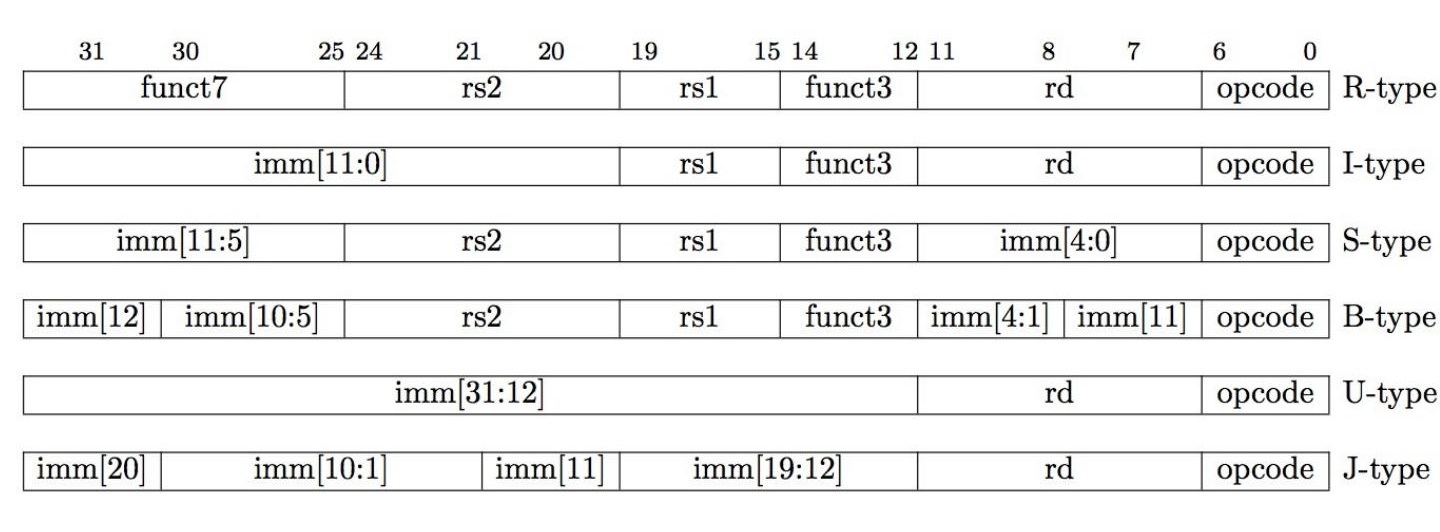 31 30 25 24 21 20 19 15 14 12 11 8 7 6 0
funct7 rs2 rs1 funct3 rd opcode R-type
imm[11:0] rs1 funct3 rd opcode I-type
imm[11:5] rs2 rs1 funct3 imm[4:0] opcode S-type
imm[12] imm[10:5] rs2 rs1 funct3 imm[4:1] imm[11] opcode B-type
imm[31:12] rd opcode U-type
imm[20] imm[10:1] imm[11] imm[19:12] rd opcode J-type